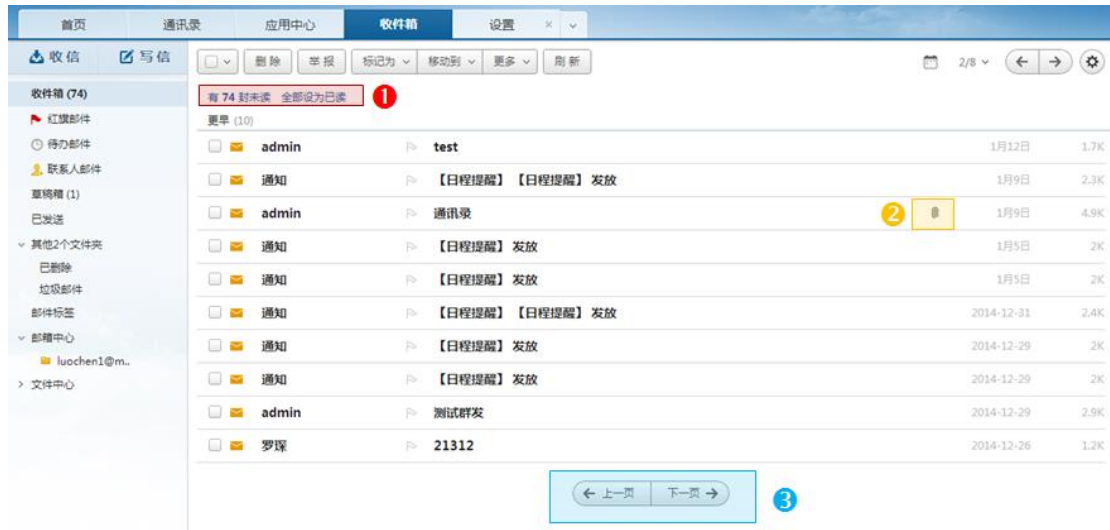 首页 通讯录 应用中心 收件箱 设置 ×
收信 写信 删除 举报 标记为 移动到 更多 刷新 2/8
收件箱 (74)
有 74 封未读 全部设为已读 1
红旗邮件
更早 (10)
待办邮件
admin test 1月12日 1.7K
联系人邮件
通知 【日程提醒】【日程提醒】发放 1月9日 2.3K
草稿箱 (1)
已发送
admin 通讯录 2 1月9日 4.9K
其他2个文件夹
通知 【日程提醒】发放 1月5日 2K
已删除
通知 【日程提醒】发放 1月5日 2K
垃圾邮件
邮件标签
通知 【日程提醒】【日程提醒】发放 2014-12-31 2.4K
邮箱中心
通知 【日程提醒】发放 2014-12-29 2K
luochen1@m..
文件中心
通知 【日程提醒】发放 2014-12-29 2K
admin 测试群发 2014-12-29 2.9K
罗琛 21312 2014-12-26 1.2K
上一页 下一页 3